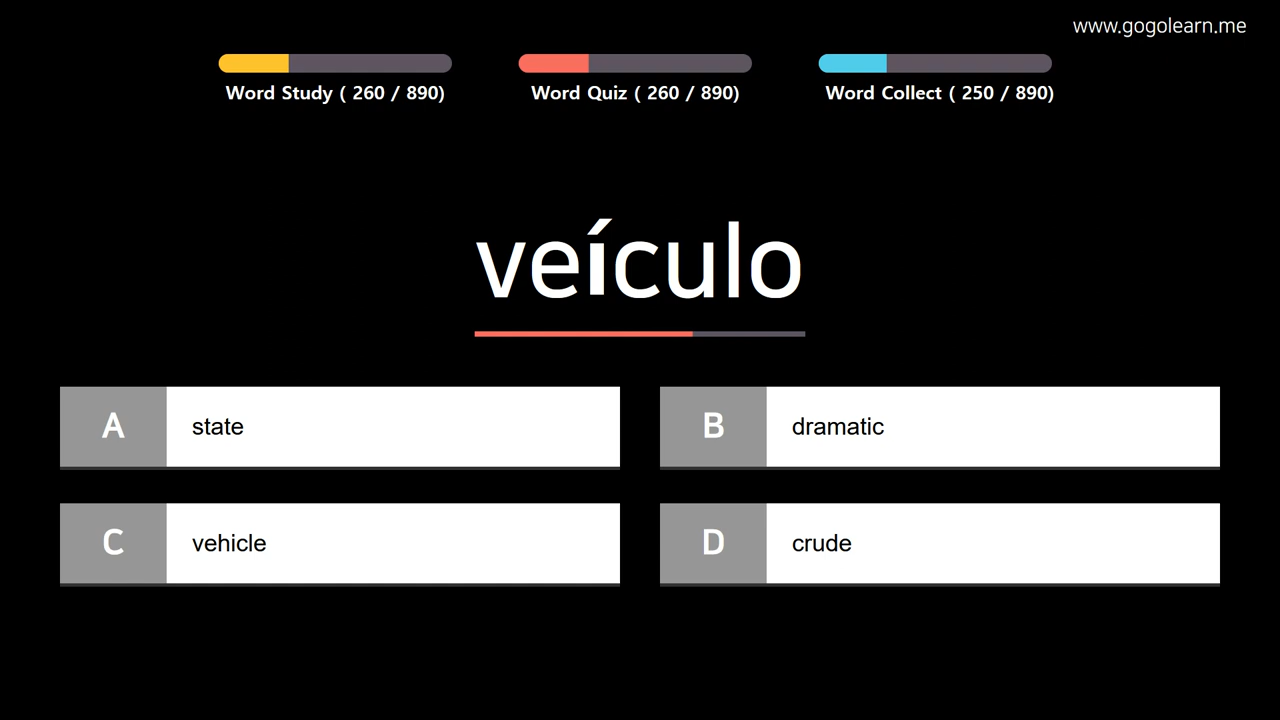 www.gogolearn.me
Word Study ( 260 / 890)
Word Quiz ( 260 / 890)
Word Collect ( 250 / 890)
veículo
A state
B dramatic
C vehicle
D crude